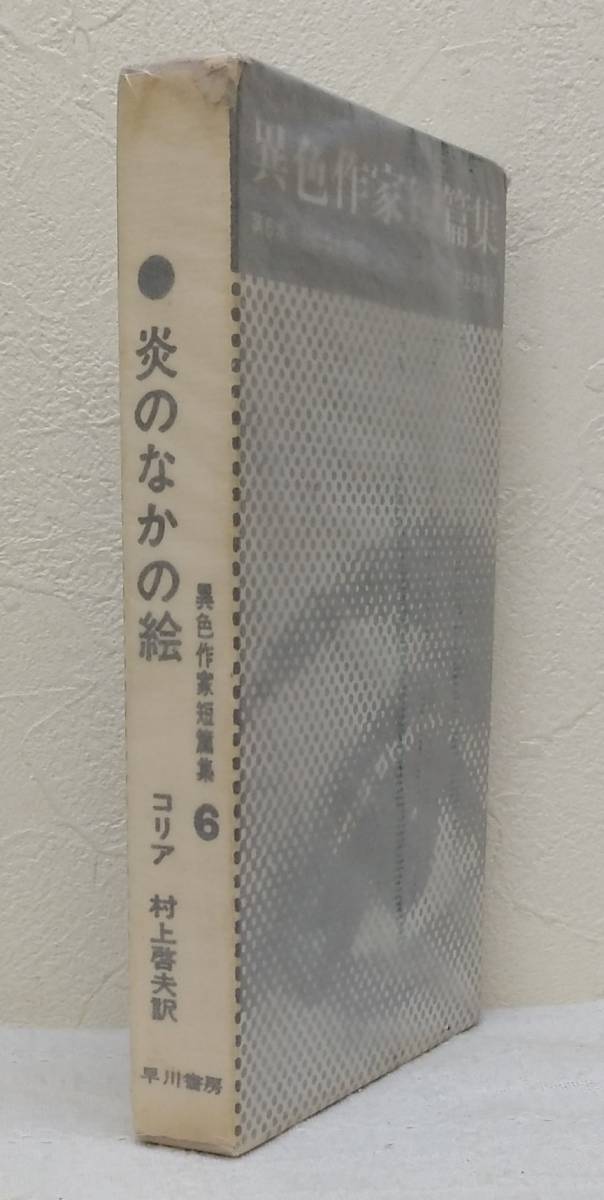 炎のなかの絵
異色作家短篇集
6
コリア 村上啓夫訳
早川書房
異色作家短篇集